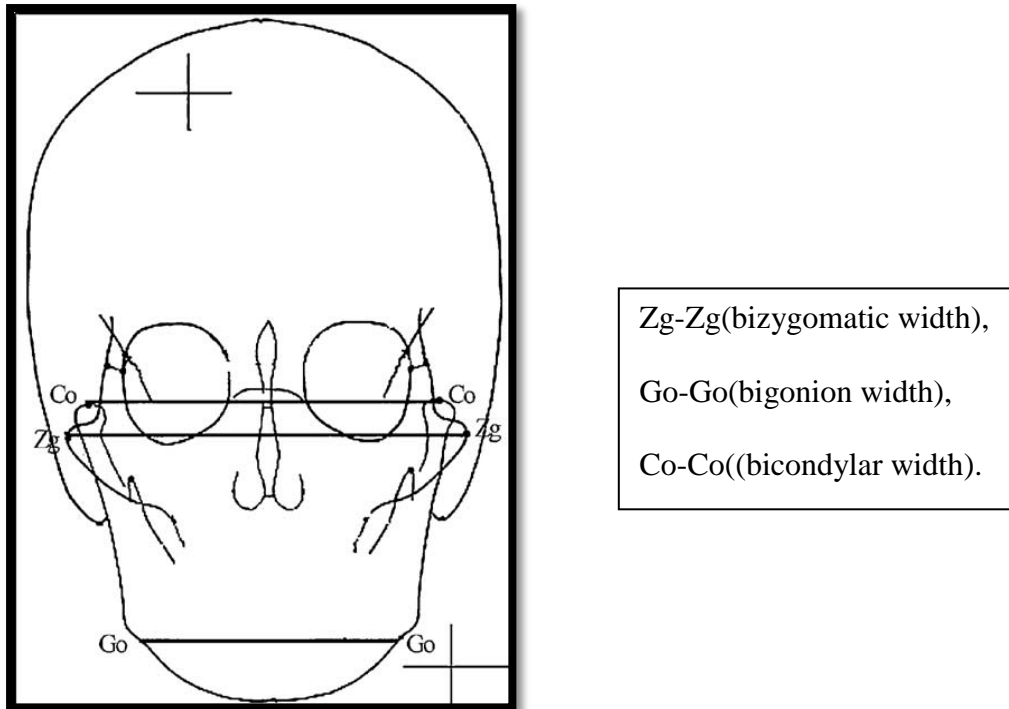 Co Co
Zg Zg
Go Go
Zg-Zg(bizygomatic width),
Go-Go(bigonion width),
Co-Co((bicondylar width).